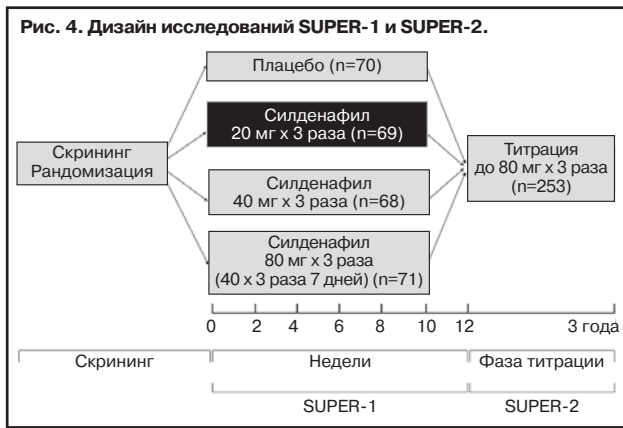 Рис. 4. Дизайн исследований SUPER-1 и SUPER-2.
Плацебо (n=70)
Силденафил
20 мг х 3 раза (n=69)
Скрининг
Рандомизация
Титрация
до 80 мг х 3 раза
(n=253)
Силденафил
40 мг х 3 раза (n=68)
Силденафил
80 мг х 3 раза
(40 х 3 раза 7 дней) (n=71)
0 2 4 6 8 10 12 3 года
Скрининг Недели Фаза титрации
SUPER-1 SUPER-2